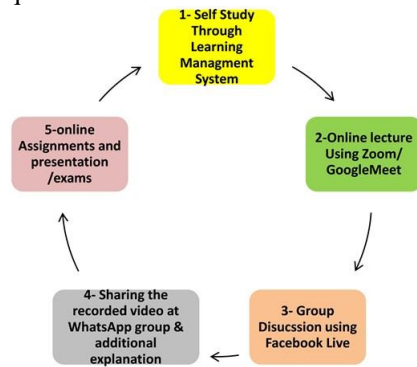 1- Self Study
Through
Learning
Managment
System
2-Online lecture
Using Zoom/
GoogleMeet
3- Group
Disucssion using
Facebook Live
4- Sharing the
recorded video at
WhatsApp group &
additional
explanation
5-online
Assignments and
presentation
/exams